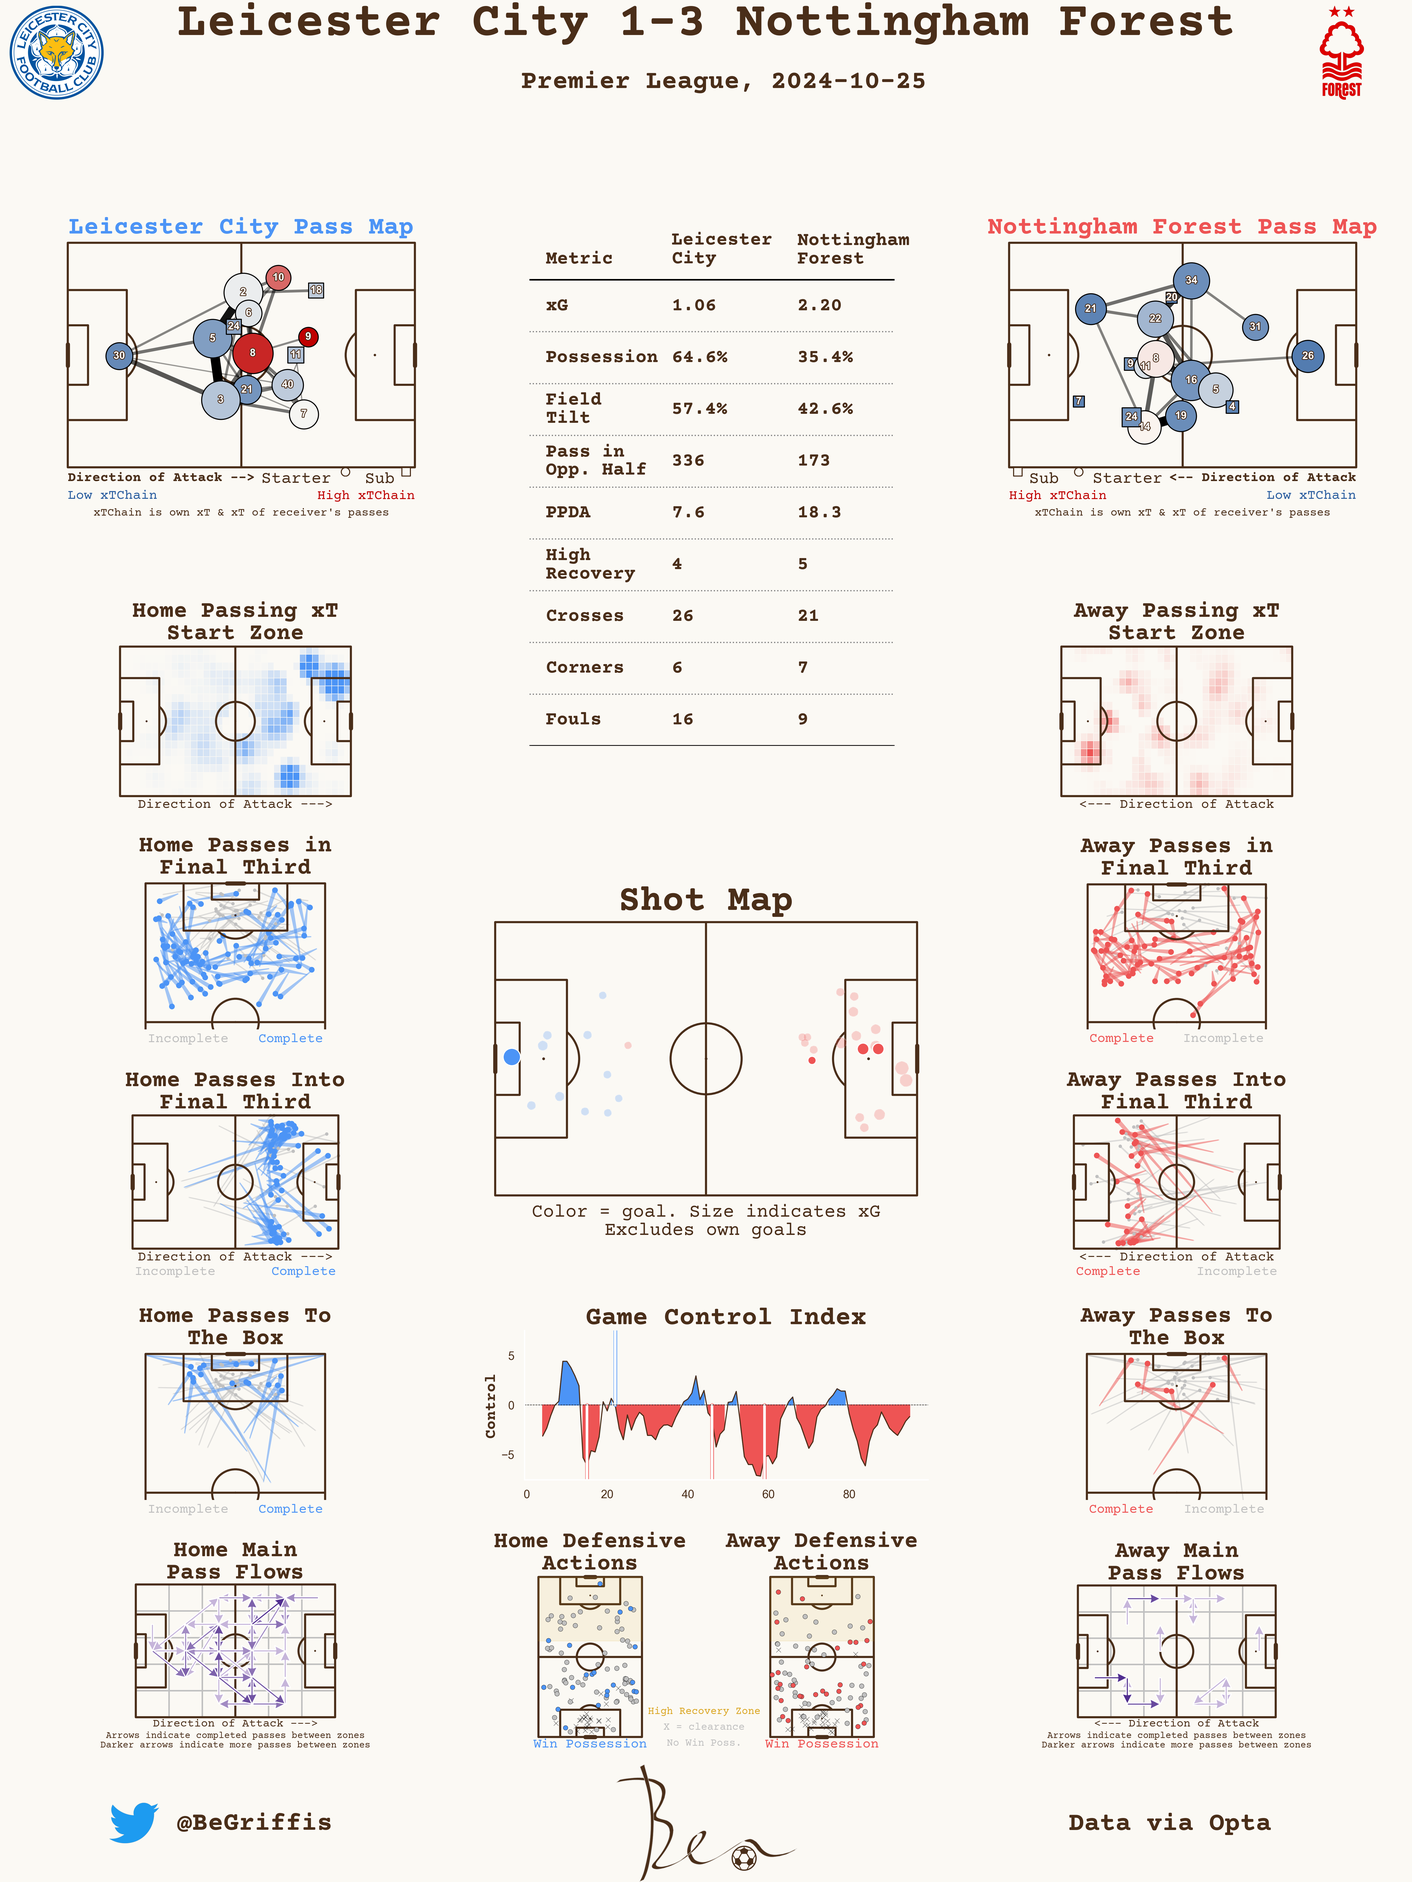 Leicester City 1-3 Nottingham Forest
Premier League, 2024-10-25
LEICESTER CITY
FOOTBALL CLUB
FOREST
Leicester City Pass Map
10
2
18
6
24
5
9
8
11
30
40
21
3
7
Direction of Attack --> Starter Sub
Low xTChain High xTChain
xTChain is own xT & xT of receiver's passes
Metric Leicester City Nottingham Forest
xG 1.06 2.20
Possession 64.6% 35.4%
Field Tilt 57.4% 42.6%
Pass in Opp. Half 336 173
PPDA 7.6 18.3
High Recovery 4 5
Crosses 26 21
Corners 6 7
Fouls 16 9
Nottingham Forest Pass Map
34
20
21
22
31
8
26
9
11
16
5
7
4
24
19
14
Sub Starter <-- Direction of Attack
High xTChain Low xTChain
xTChain is own xT & xT of receiver's passes
Home Passing xT
Start Zone
Direction of Attack --->
Away Passing xT
Start Zone
<--- Direction of Attack
Home Passes in
Final Third
Incomplete Complete
Away Passes in
Final Third
Complete Incomplete
Shot Map
Color = goal. Size indicates xG
Excludes own goals
Home Passes Into
Final Third
Direction of Attack --->
Incomplete Complete
Away Passes Into
Final Third
<--- Direction of Attack
Complete Incomplete
Home Passes To
The Box
Incomplete Complete
Game Control Index
Control
5
0
−5
0 20 40 60 80
Away Passes To
The Box
Complete Incomplete
Home Main
Pass Flows
Direction of Attack --->
Arrows indicate completed passes between zones
Darker arrows indicate more passes between zones
Home Defensive
Actions
Win Possession
High Recovery Zone
X = clearance
No Win Poss.
Away Defensive
Actions
Win Possession
Away Main
Pass Flows
<--- Direction of Attack
Arrows indicate completed passes between zones
Darker arrows indicate more passes between zones
@BeGriffis
Ben
Data via Opta